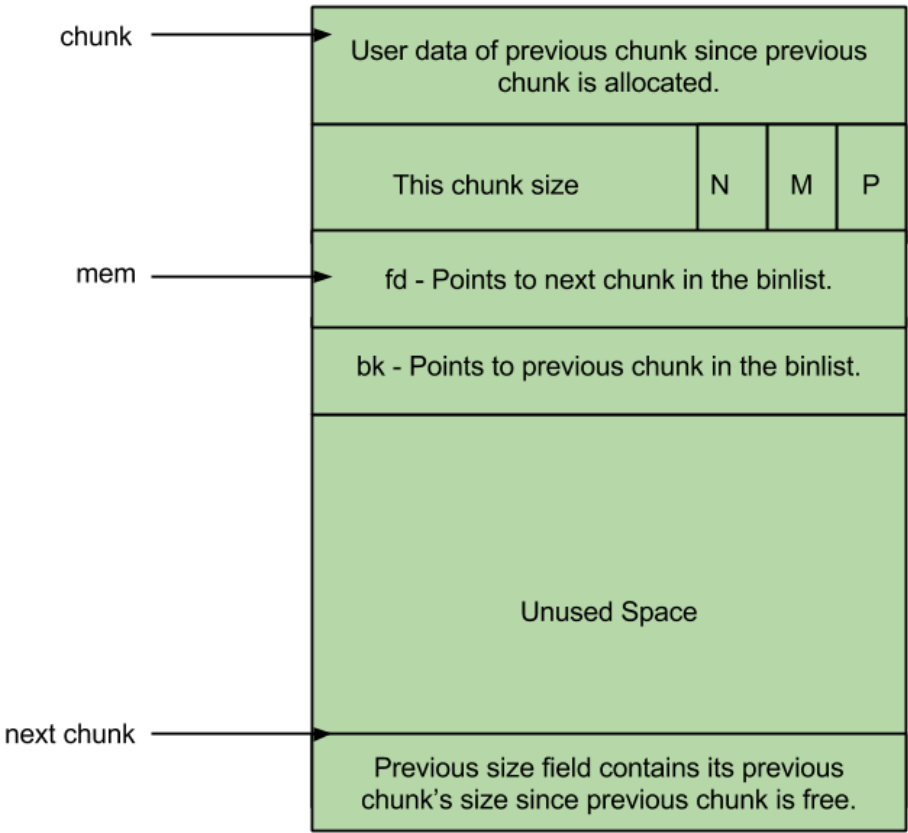 chunk
User data of previous chunk since previous
chunk is allocated.
This chunk size
N
M
P
mem
fd - Points to next chunk in the binlist.
bk - Points to previous chunk in the binlist.
Unused Space
next chunk
Previous size field contains its previous
chunk’s size since previous chunk is free.